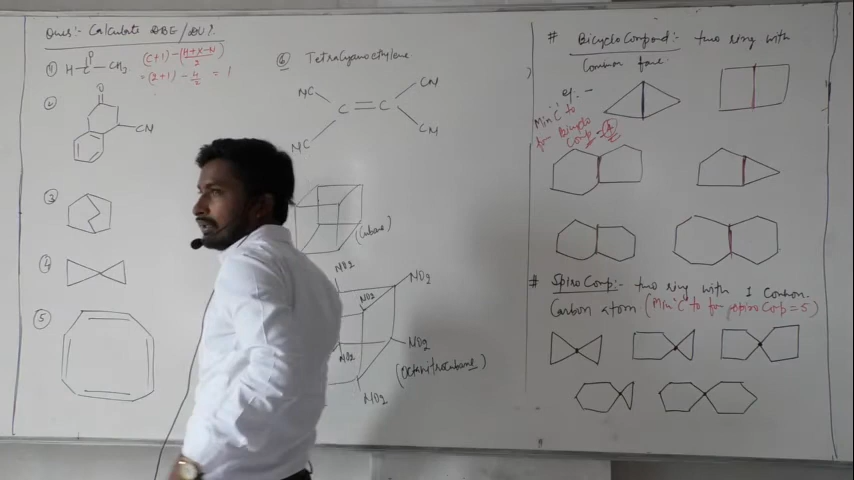 Ques:- Calculate DBE/DU?
① H-C-CH3
O
(C+1) - (H+X-N)
2
= (2+1) - 4/2 = 1
②
O
CN
③
④
⑤
⑥ Tetracyanoethylene
NC
CN
C=C
NC
CN
(Cubane)
NO2
NO2
NO2
NO2
NO2
NO2
(Octanitrocubane)
# Bicyclo Compond:- two ring with
Common face.
eg. -
Min C to
for Bicyclo
Comp = 4
# Spiro Comp:- two ring with 1 Common
Carbon atom (Min C to for spiro Comp = 5)